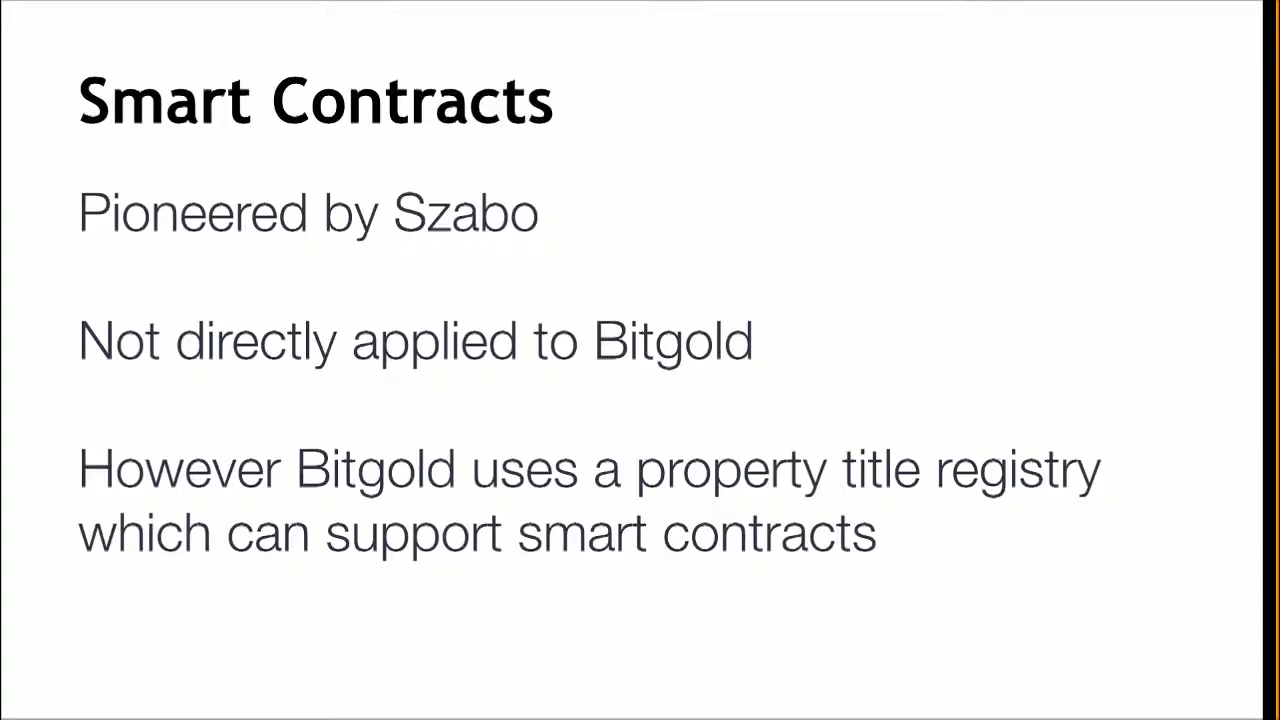 Smart Contracts
Pioneered by Szabo
Not directly applied to Bitgold
However Bitgold uses a property title registry
which can support smart contracts